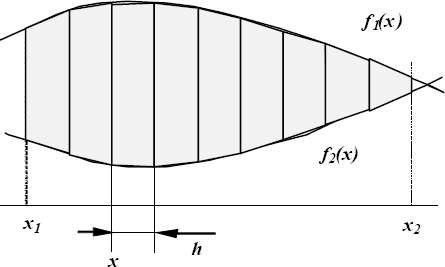 f₁(x)
f₂(x)
x₁ x₂
h
x